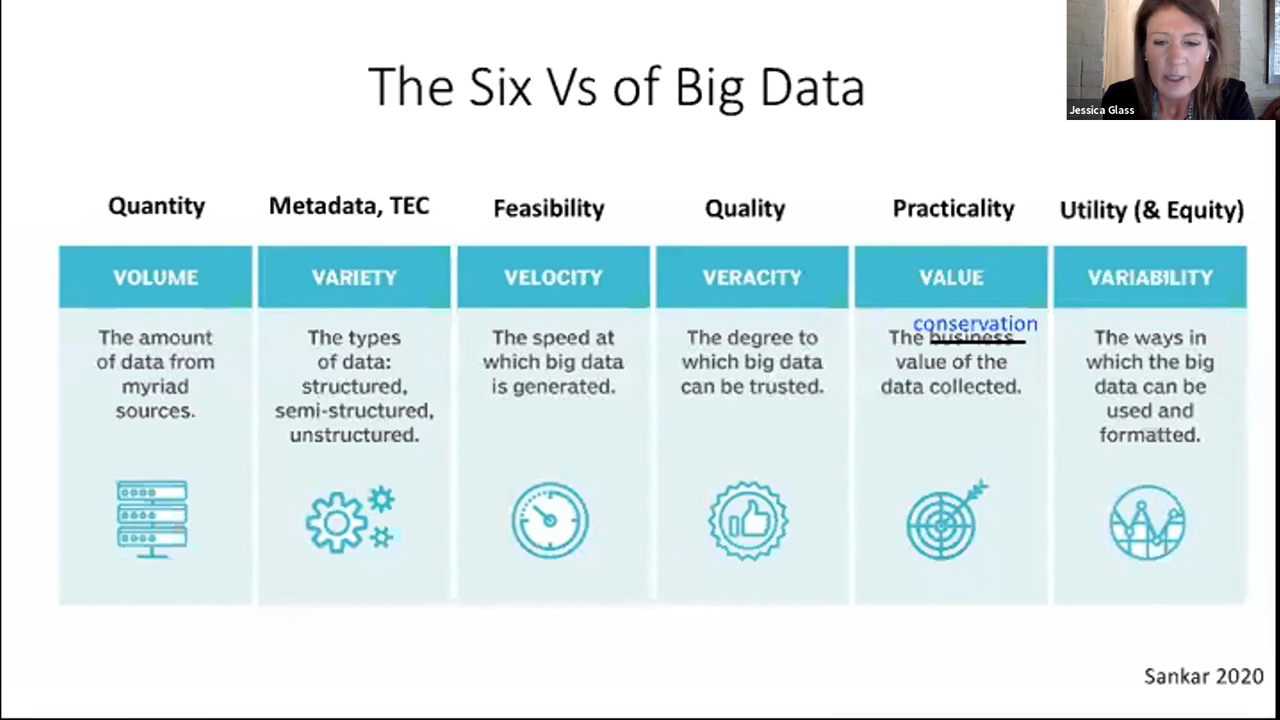 The Six Vs of Big Data
Jessica Glass
Quantity
Metadata, TEC
Feasibility
Quality
Practicality
Utility (& Equity)
VOLUME
The amount
of data from
myriad
sources.
VARIETY
The types
of data:
structured,
semi-structured,
unstructured.
VELOCITY
The speed at
which big data
is generated.
VERACITY
The degree to
which big data
can be trusted.
VALUE
conservation
The business
value of the
data collected.
VARIABILITY
The ways in
which the big
data can be
used and
formatted.
Sankar 2020